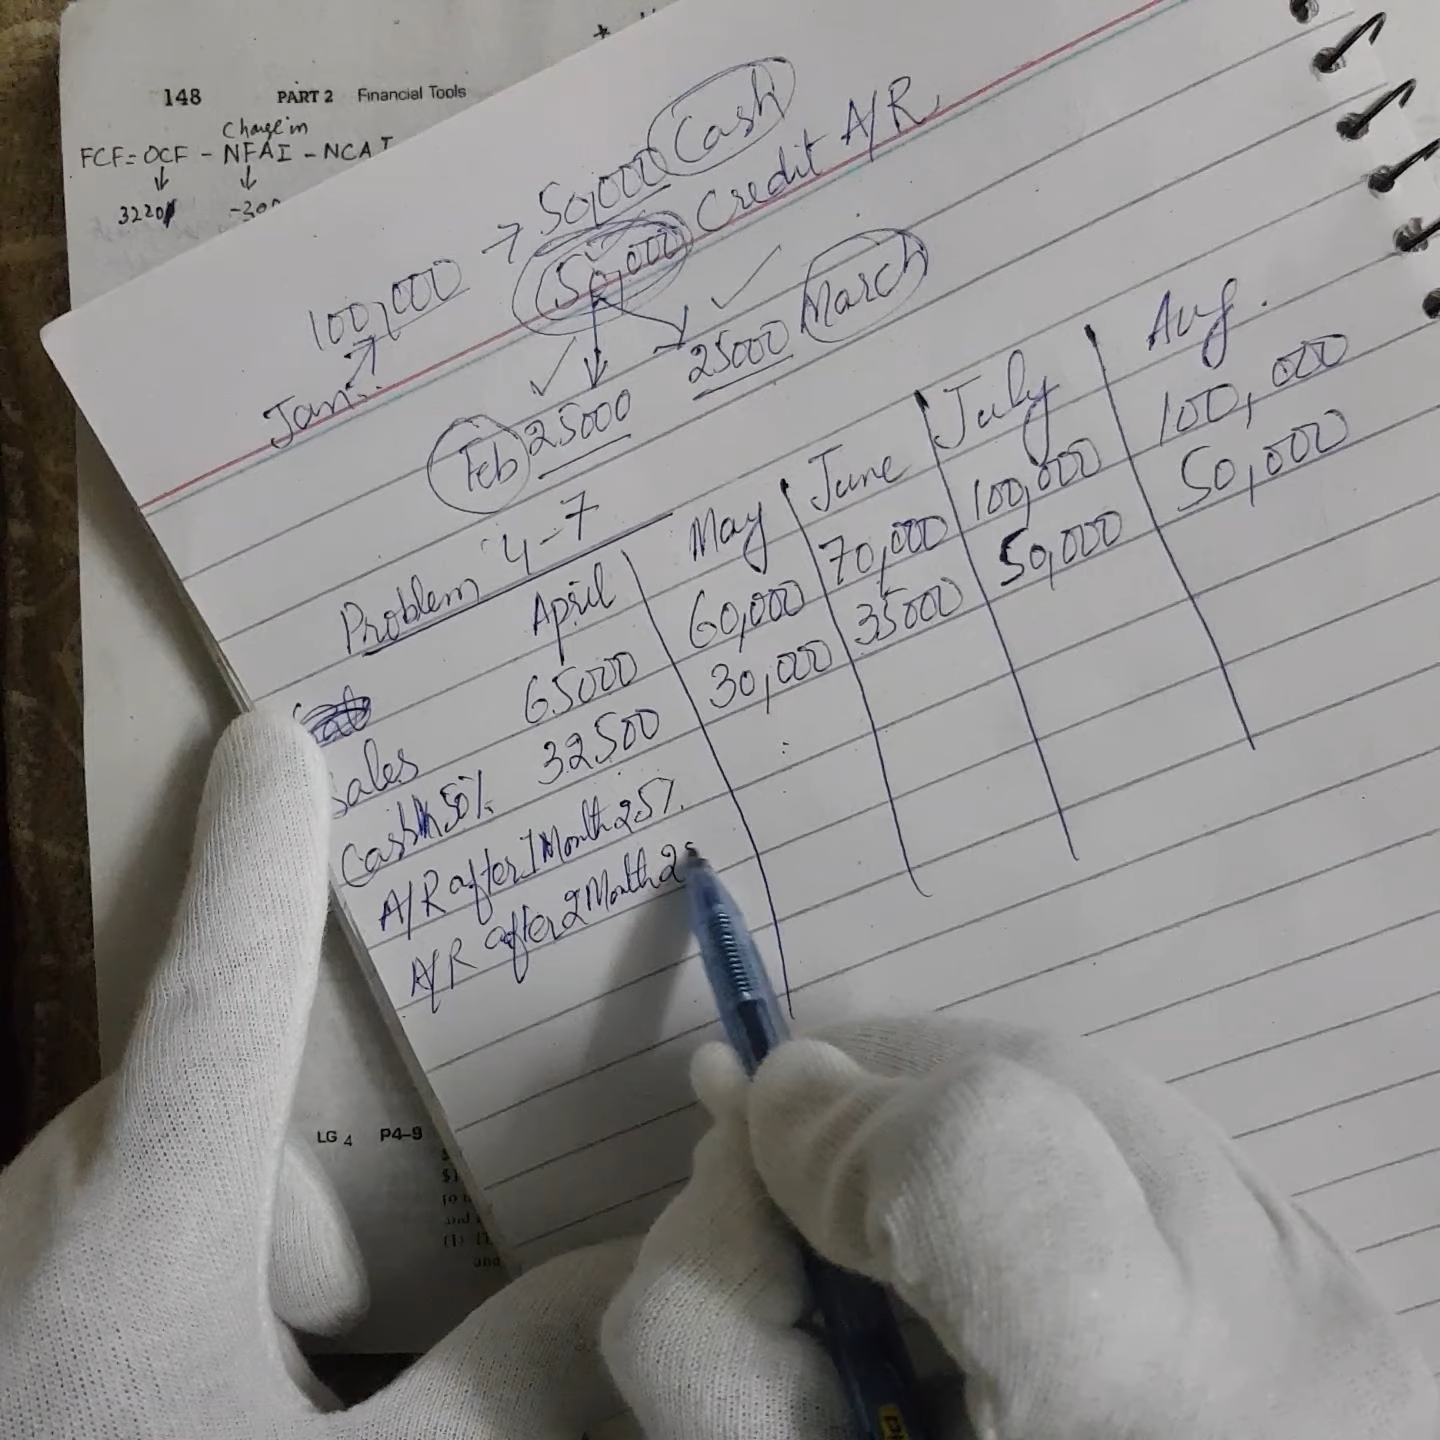 148 PART 2 Financial Tools
Change in
FCF = OCF - NFAI - NCAI
3220
-300
50,000 Cash
100,000 → 50,000 Credit A/R
Jan:
Feb 25000 25000 March
Problem 4-7
April May June July Aug.
Sales 65000 60,000 70,000 100,000 100,000
Cash 50% 32500 30,000 35000 50,000 50,000
A/R after 1 Month 25%
A/R after 2 Month 2
LG 4 P4-9
and